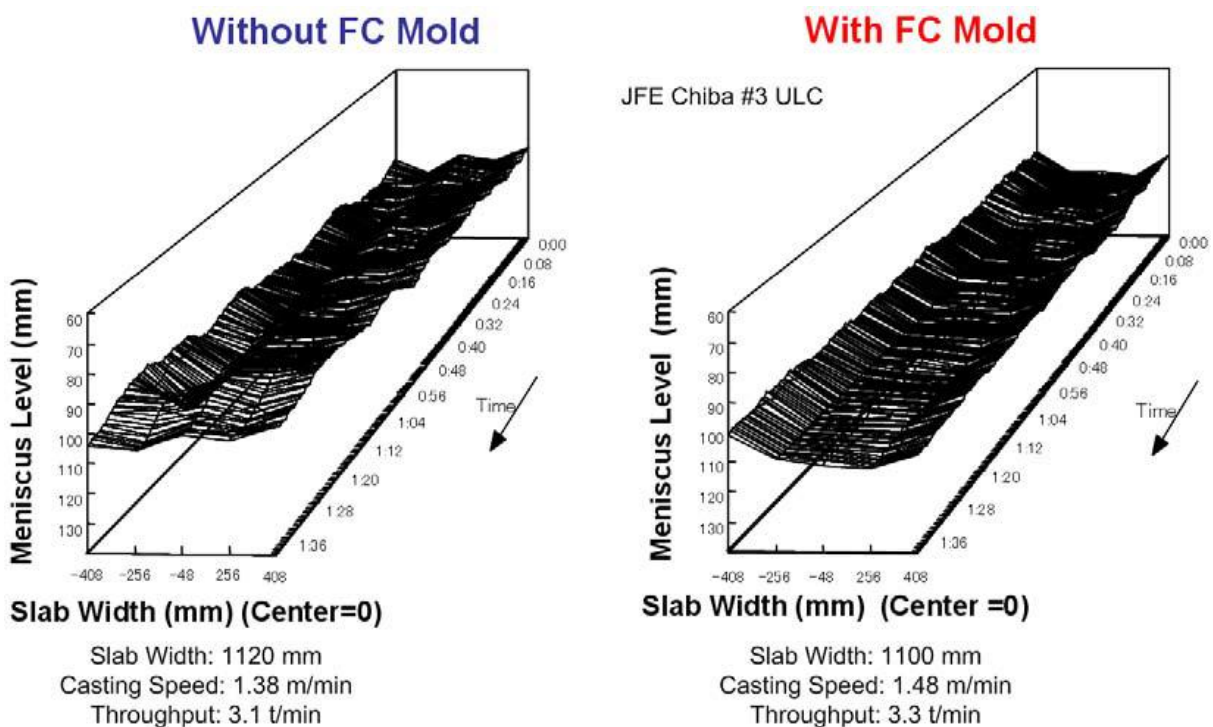 Without FC Mold
With FC Mold
JFE Chiba #3 ULC
Meniscus Level (mm)
60
70
80
90
100
110
120
130
0:00
0:08
0:16
0:24
0:32
0:40
0:48
0:56
1:04
1:12
1:20
1:28
1:36
Time
−408 −256 −48 256 408
Slab Width (mm) (Center=0)
Slab Width: 1120 mm
Casting Speed: 1.38 m/min
Throughput: 3.1 t/min
Meniscus Level (mm)
60
70
80
90
100
110
120
130
0:00
0:08
0:16
0:24
0:32
0:40
0:48
0:56
1:04
1:12
1:20
1:28
1:36
Time
−408 −256 −48 256 408
Slab Width (mm) (Center =0)
Slab Width: 1100 mm
Casting Speed: 1.48 m/min
Throughput: 3.3 t/min